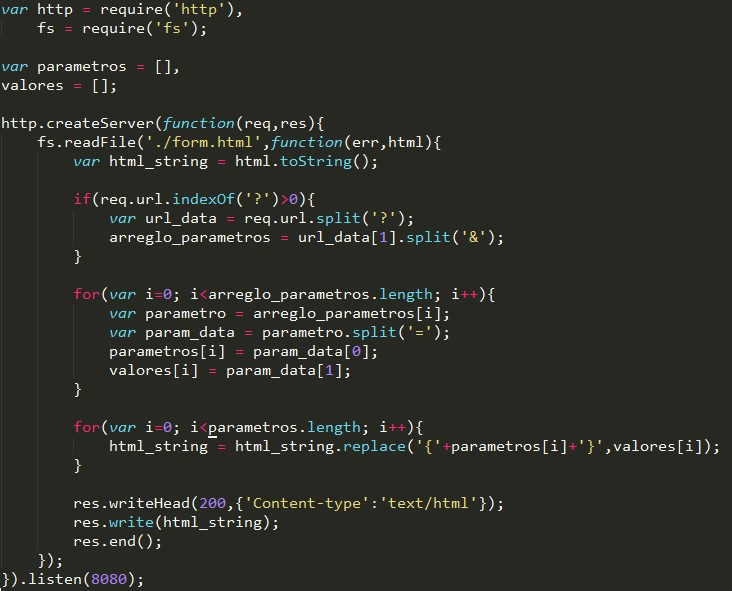 var http = require('http'),
    fs = require('fs');

var parametros = [],
valores = [];

http.createServer(function(req,res){
    fs.readFile('./form.html',function(err,html){
        var html_string = html.toString();

        if(req.url.indexOf('?')>0){
            var url_data = req.url.split('?');
            arreglo_parametros = url_data[1].split('&');
        }

        for(var i=0; i<arreglo_parametros.length; i++){
            var parametro = arreglo_parametros[i];
            var param_data = parametro.split('=');
            parametros[i] = param_data[0];
            valores[i] = param_data[1];
        }

        for(var i=0; i<parametros.length; i++){
            html_string = html_string.replace('{'+parametros[i]+'}',valores[i]);
        }

        res.writeHead(200,{'Content-type':'text/html'});
        res.write(html_string);
        res.end();
    });
}).listen(8080);